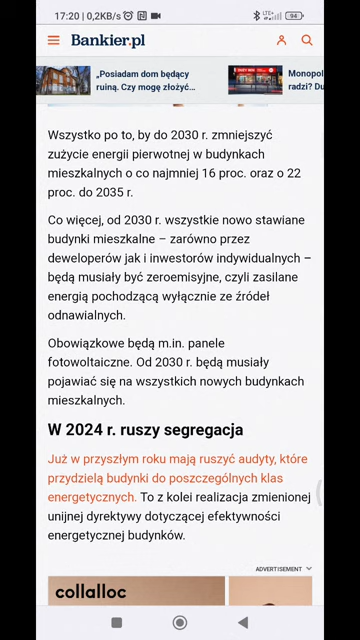 17:20 | 0,2KB/s
LTE+
94
Bankier.pl
„Posiadam dom będący
ruiną. Czy mogę złożyć…
Monopol
radzi? Du
Wszystko po to, by do 2030 r. zmniejszyć
zużycie energii pierwotnej w budynkach
mieszkalnych o co najmniej 16 proc. oraz o 22
proc. do 2035 r.
Co więcej, od 2030 r. wszystkie nowo stawiane
budynki mieszkalne – zarówno przez
deweloperów jak i inwestorów indywidualnych –
będą musiały być zeroemisyjne, czyli zasilane
energią pochodzącą wyłącznie ze źródeł
odnawialnych.
Obowiązkowe będą m.in. panele
fotowoltaiczne. Od 2030 r. będą musiały
pojawiać się na wszystkich nowych budynkach
mieszkalnych.
W 2024 r. ruszy segregacja
Już w przyszłym roku mają ruszyć audyty, które
przydzielą budynki do poszczególnych klas
energetycznych. To z kolei realizacja zmienionej
unijnej dyrektywy dotyczącej efektywności
energetycznej budynków.
ADVERTISEMENT
collalloc